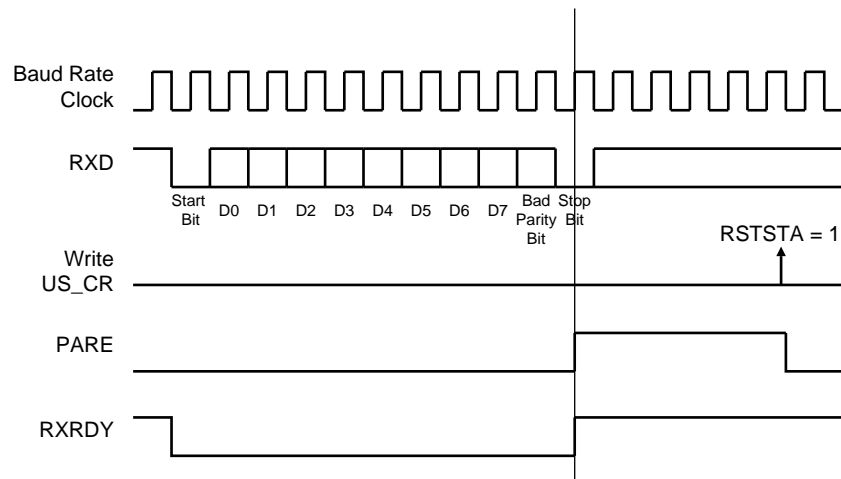 Baud Rate
Clock
RXD
Start
Bit
D0
D1
D2
D3
D4
D5
D6
D7
Bad
Parity
Bit
Stop
Bit
RSTSTA = 1
Write
US_CR
PARE
RXRDY